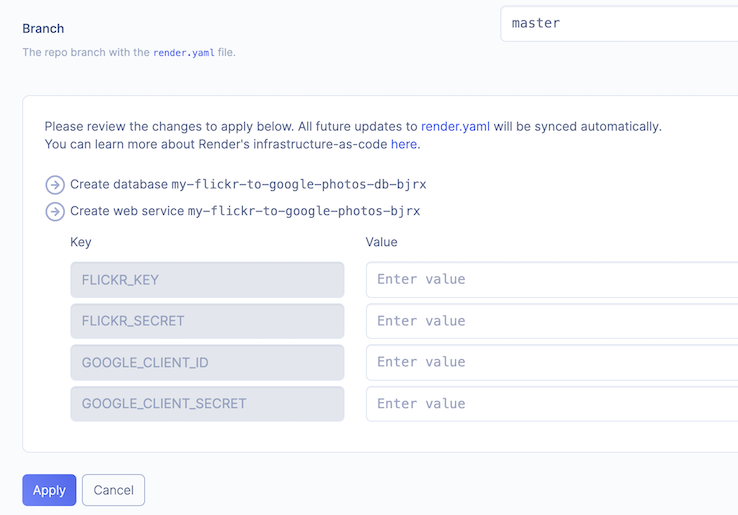 Branch
master
The repo branch with the render.yaml file.
Please review the changes to apply below. All future updates to render.yaml will be synced automatically.
You can learn more about Render's infrastructure-as-code here.
Create database my-flickr-to-google-photos-db-bjrx
Create web service my-flickr-to-google-photos-bjrx
Key Value
FLICKR_KEY Enter value
FLICKR_SECRET Enter value
GOOGLE_CLIENT_ID Enter value
GOOGLE_CLIENT_SECRET Enter value
Apply Cancel